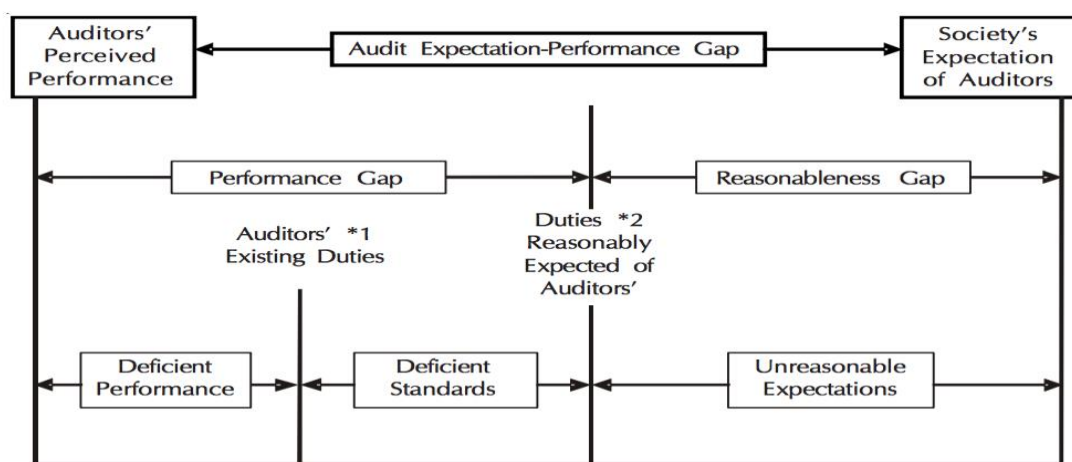 Auditors'
Perceived
Performance
Audit Expectation-Performance Gap
Society's
Expectation
of Auditors
Performance Gap
Reasonableness Gap
Auditors' *1
Existing Duties
Duties *2
Reasonably
Expected of
Auditors'
Deficient
Performance
Deficient
Standards
Unreasonable
Expectations